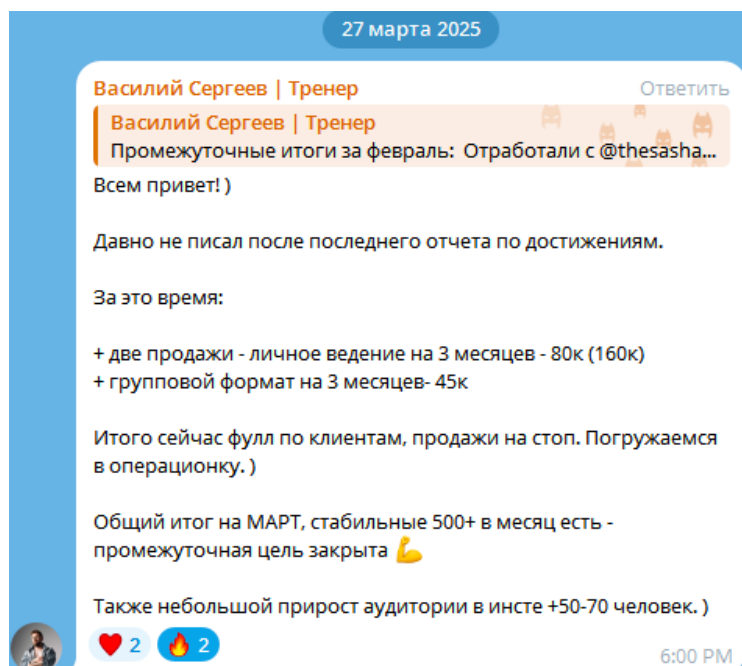 27 марта 2025
Василий Сергеев | Тренер Ответить
Василий Сергеев | Тренер
Промежуточные итоги за февраль: Отработали с @thesasha...
Всем привет! )
Давно не писал после последнего отчета по достижениям.
За это время:
+ две продажи - личное ведение на 3 месяцев - 80к (160к)
+ групповой формат на 3 месяцев- 45к
Итого сейчас фулл по клиентам, продажи на стоп. Погружаемся
в операционку. )
Общий итог на МАРТ, стабильные 500+ в месяц есть -
промежуточная цель закрыта 💪
Также небольшой прирост аудитории в инсте +50-70 человек. )
❤️ 2 🔥 2 6:00 PM